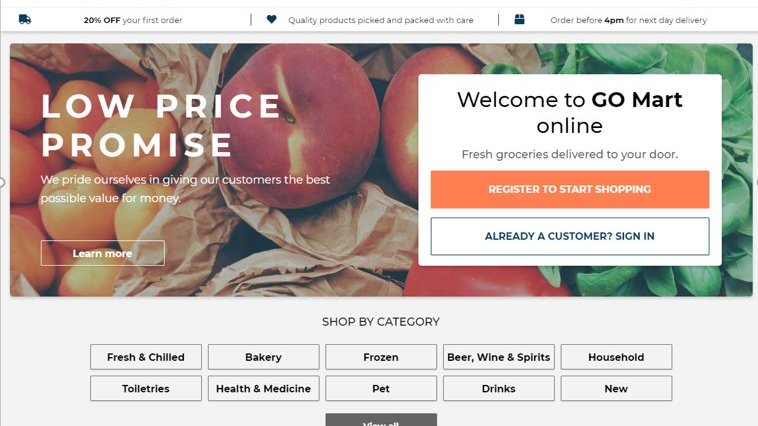 20% OFF your first order
Quality products picked and packed with care
Order before 4pm for next day delivery
LOW PRICE
PROMISE
We pride ourselves in giving our customers the best
possible value for money.
Learn more
Welcome to GO Mart
online
Fresh groceries delivered to your door.
REGISTER TO START SHOPPING
ALREADY A CUSTOMER? SIGN IN
SHOP BY CATEGORY
Fresh & Chilled
Bakery
Frozen
Beer, Wine & Spirits
Household
Toiletries
Health & Medicine
Pet
Drinks
New
View all